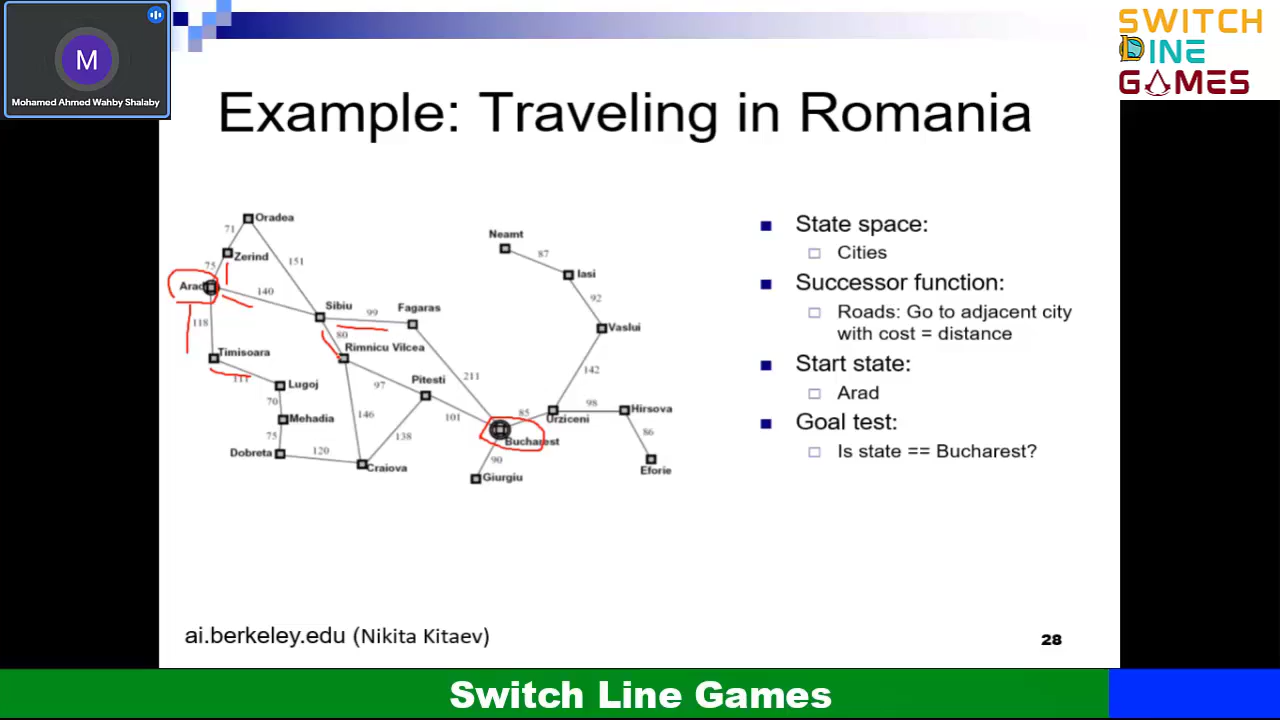 M
Mohamed Ahmed Wahby Shalaby
SWITCH
LINE
GAMES
Example: Traveling in Romania
Oradea
71
Zerind
75
151
Arad
140
118
Sibiu
99
Fagaras
80
Timisoara
Rimnicu Vilcea
111
Lugoj
97
Pitesti
211
70
Mehadia
146
101
75
138
Dobreta
120
Craiova
Neamt
87
Iasi
92
Vaslui
142
85
98
Hirsova
Urziceni
Bucharest
86
90
Giurgiu
Eforie
State space:
Cities
Successor function:
Roads: Go to adjacent city
with cost = distance
Start state:
Arad
Goal test:
Is state == Bucharest?
ai.berkeley.edu (Nikita Kitaev)
28
Switch Line Games